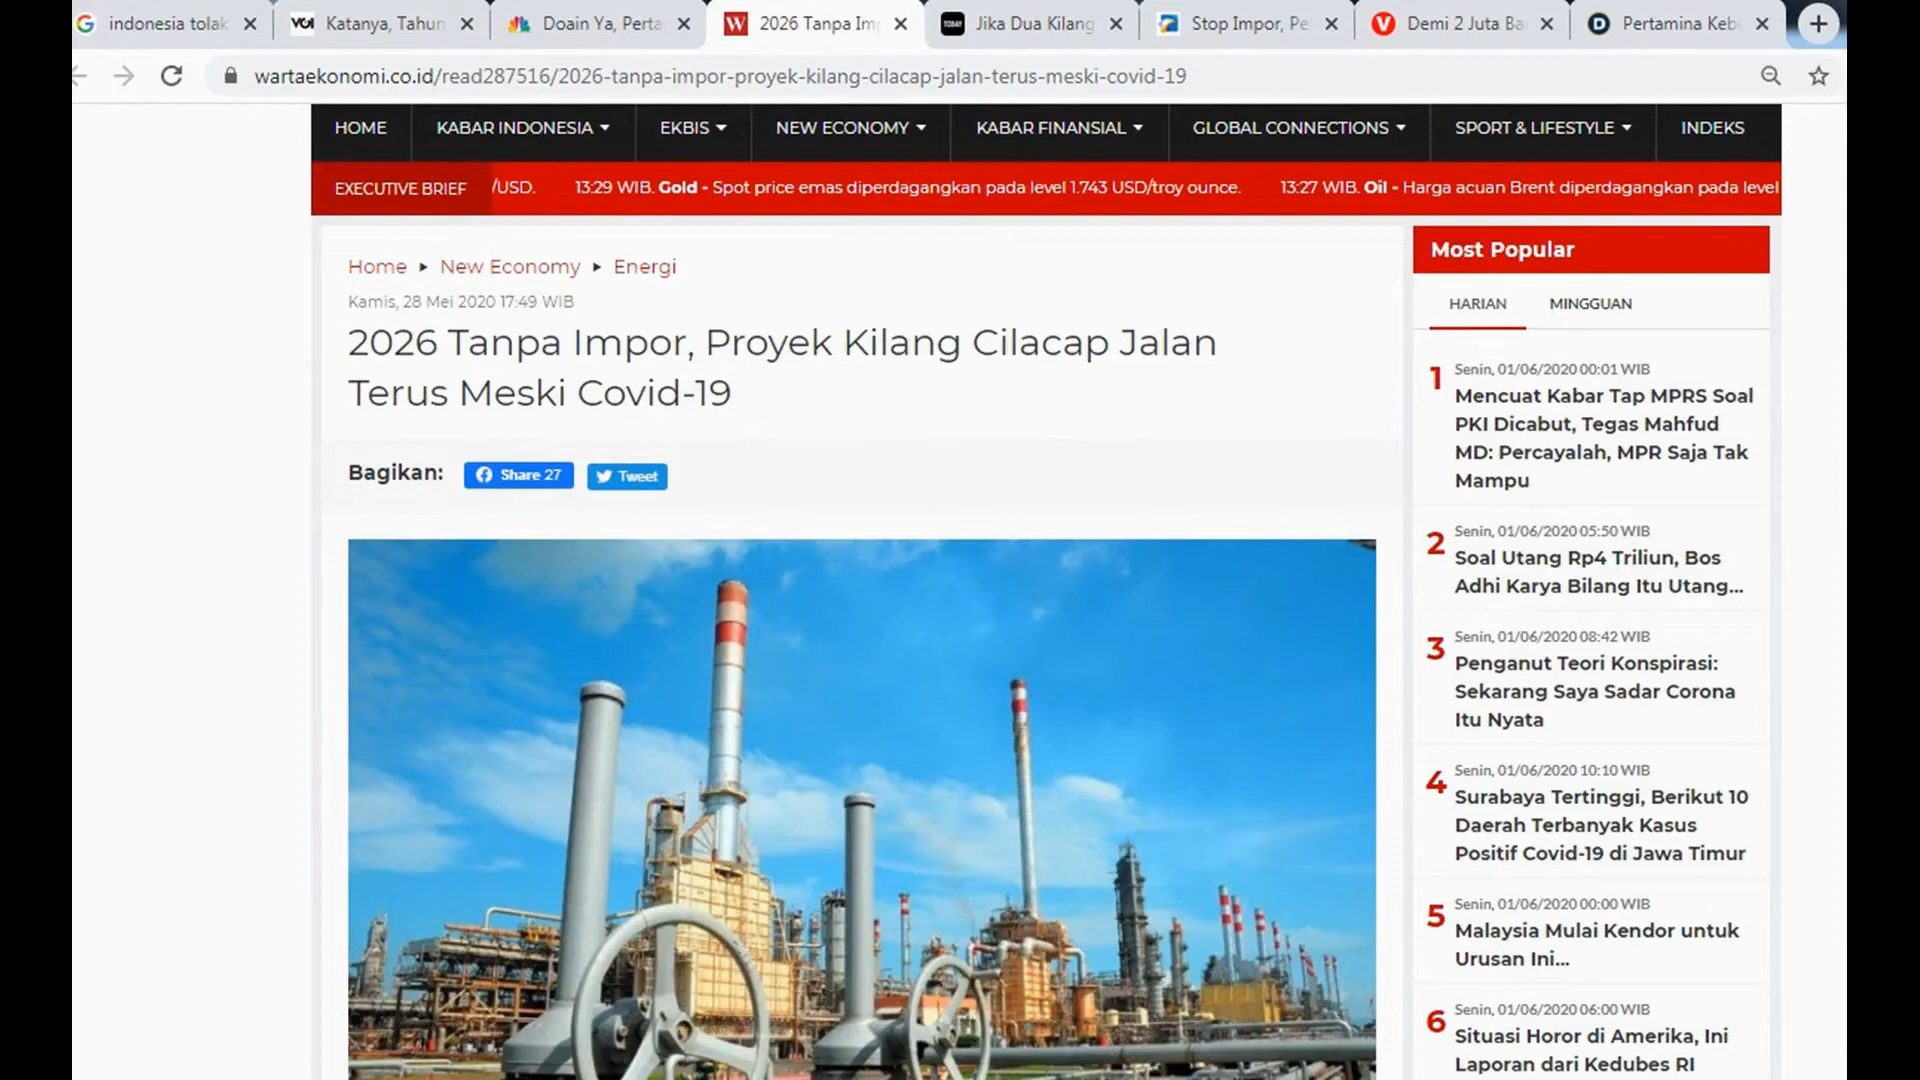 indonesia tolak
VOI Katanya, Tahun
Doain Ya, Perta
2026 Tanpa Im
TODAY Jika Dua Kilang
Stop Impor, Pe
Demi 2 Juta Ba
Pertamina Keb
wartaekonomi.co.id/read287516/2026-tanpa-impor-proyek-kilang-cilacap-jalan-terus-meski-covid-19
HOME KABAR INDONESIA EKBIS NEW ECONOMY KABAR FINANSIAL GLOBAL CONNECTIONS SPORT & LIFESTYLE INDEKS
EXECUTIVE BRIEF /USD. 13:29 WIB. Gold - Spot price emas diperdagangkan pada level 1.743 USD/troy ounce. 13:27 WIB. Oil - Harga acuan Brent diperdagangkan pada level
Home ▸ New Economy ▸ Energi
Kamis, 28 Mei 2020 17:49 WIB
2026 Tanpa Impor, Proyek Kilang Cilacap Jalan
Terus Meski Covid-19
Bagikan: Share 27 Tweet
Most Popular
HARIAN MINGGUAN
1 Senin, 01/06/2020 00:01 WIB
Mencuat Kabar Tap MPRS Soal
PKI Dicabut, Tegas Mahfud
MD: Percayalah, MPR Saja Tak
Mampu
2 Senin, 01/06/2020 05:50 WIB
Soal Utang Rp4 Triliun, Bos
Adhi Karya Bilang Itu Utang...
3 Senin, 01/06/2020 08:42 WIB
Penganut Teori Konspirasi:
Sekarang Saya Sadar Corona
Itu Nyata
4 Senin, 01/06/2020 10:10 WIB
Surabaya Tertinggi, Berikut 10
Daerah Terbanyak Kasus
Positif Covid-19 di Jawa Timur
5 Senin, 01/06/2020 00:00 WIB
Malaysia Mulai Kendor untuk
Urusan Ini...
6 Senin, 01/06/2020 06:00 WIB
Situasi Horor di Amerika, Ini
Laporan dari Kedubes RI